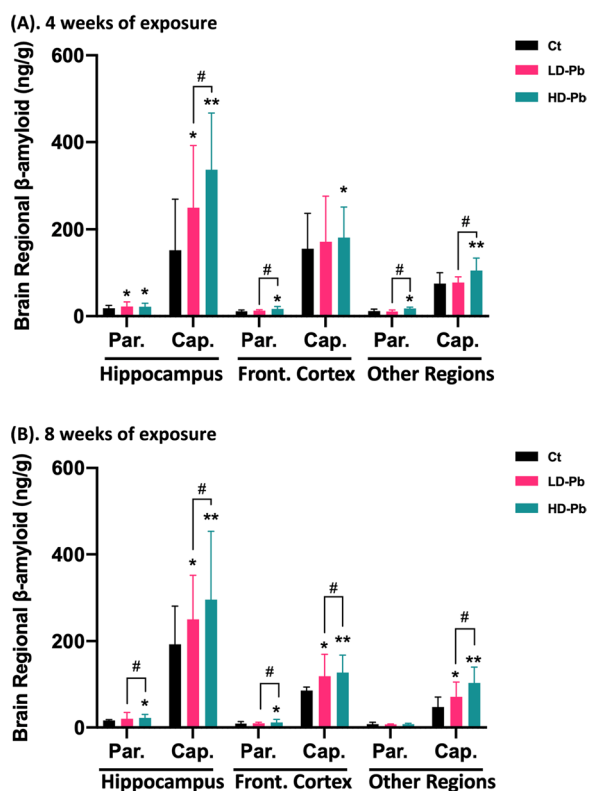 (A). 4 weeks of exposure
Brain Regional β-amyloid (ng/g)
600
400
200
0
Ct
LD-Pb
HD-Pb
#
* **
*
# # #
* * * * **
Par. Cap. Par. Cap. Par. Cap.
Hippocampus Front. Cortex Other Regions
(B). 8 weeks of exposure
Brain Regional β-amyloid (ng/g)
600
400
200
0
Ct
LD-Pb
HD-Pb
#
* **
# # # #
* * * ** * **
Par. Cap. Par. Cap. Par. Cap.
Hippocampus Front. Cortex Other Regions